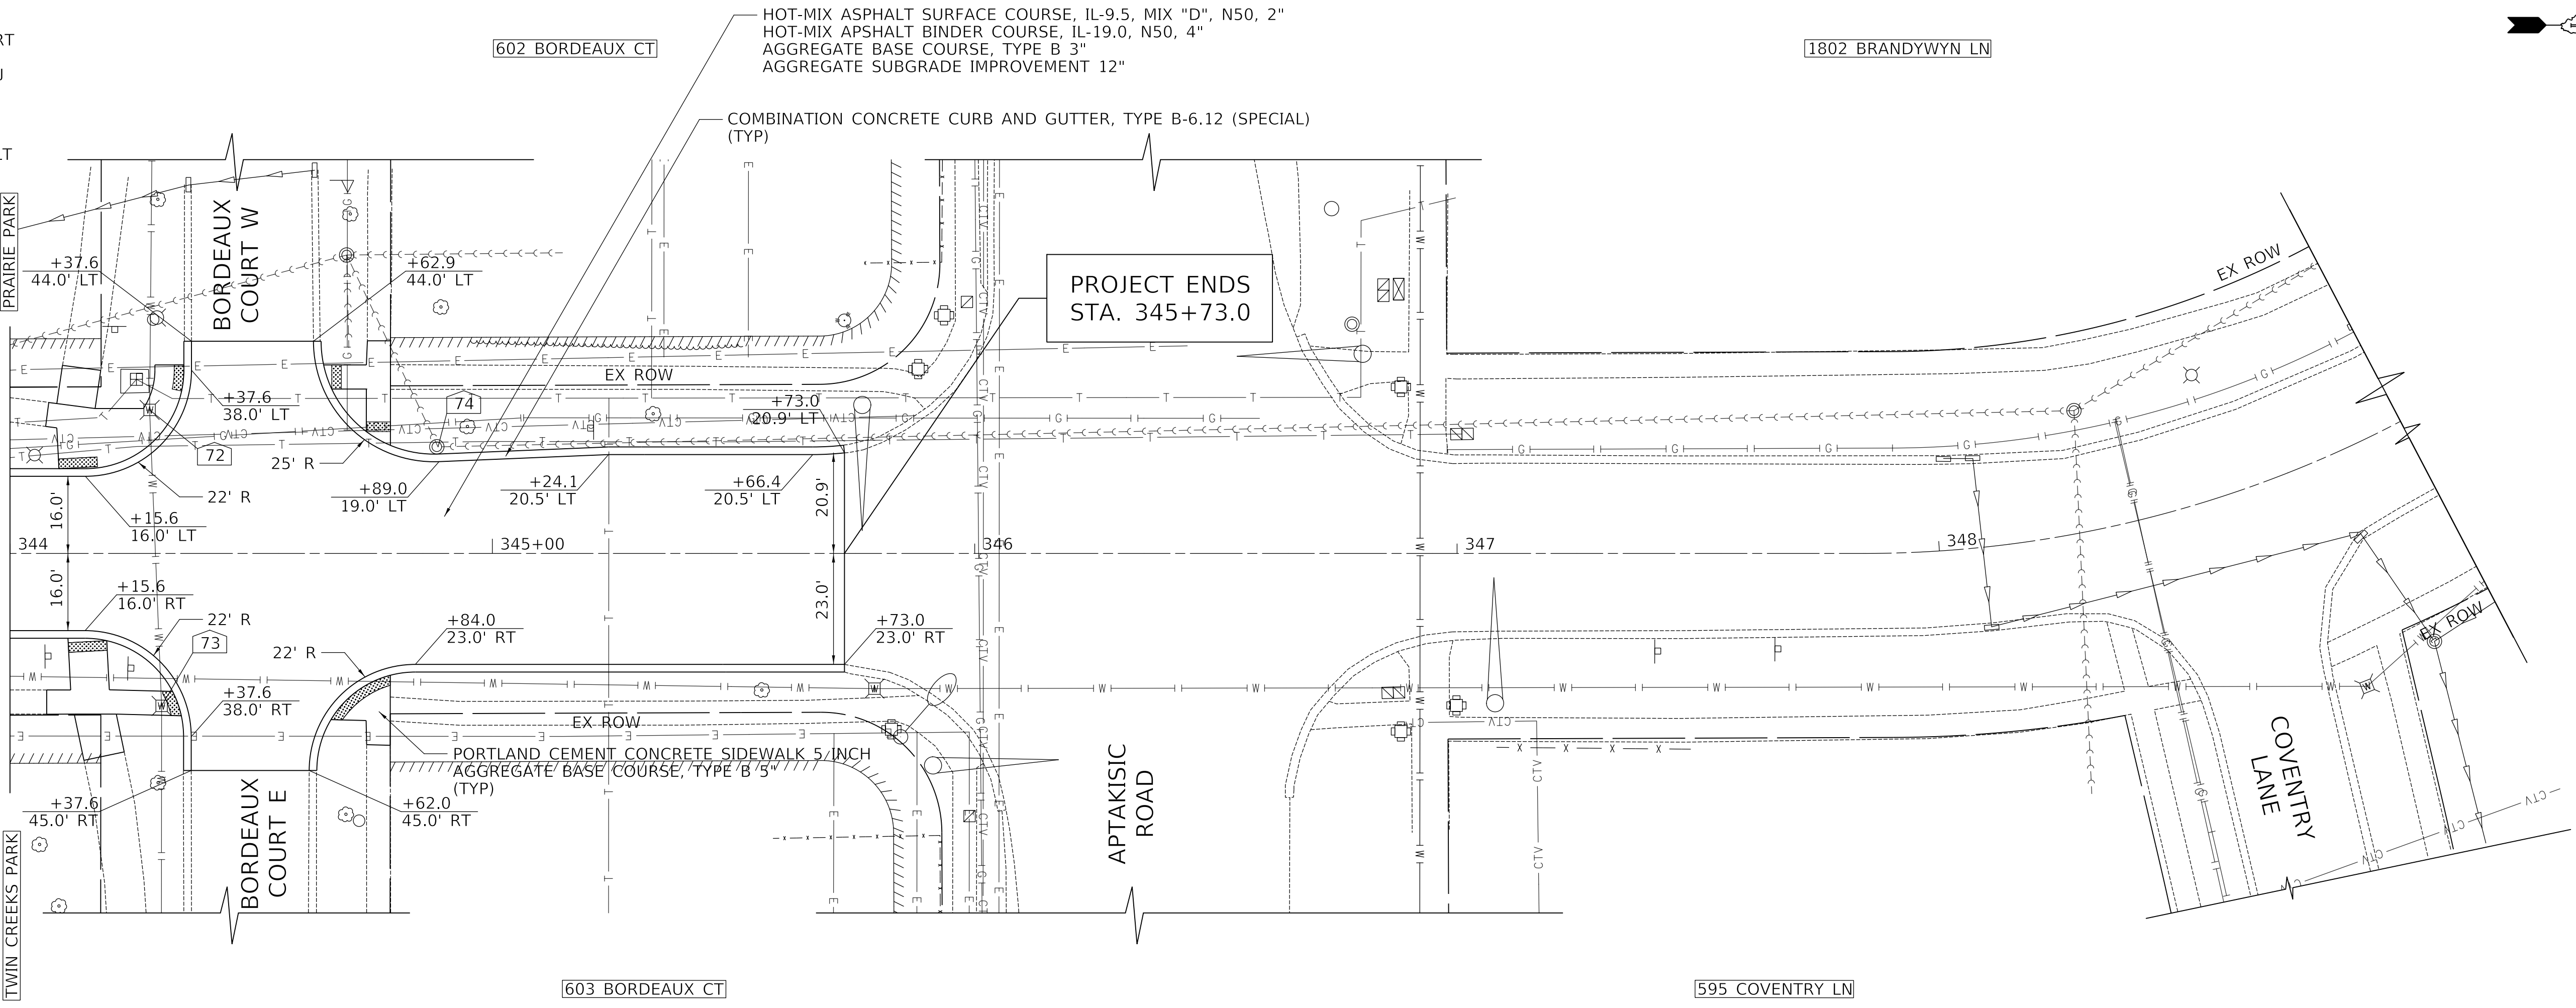 HOT-MIX ASPHALT SURFACE COURSE, IL-9.5, MIX "D", N50, 2"
HOT-MIX APSHALT BINDER COURSE, IL-19.0, N50, 4"
AGGREGATE BASE COURSE, TYPE B 3"
AGGREGATE SUBGRADE IMPROVEMENT 12"
602 BORDEAUX CT
1802 BRANDYWYN LN
RT
LT
COMBINATION CONCRETE CURB AND GUTTER, TYPE B-6.12 (SPECIAL)
(TYP)
PRAIRIE PARK
BORDEAUX
COURT W
+37.6
44.0' LT
+62.9
44.0' LT
PROJECT ENDS
STA. 345+73.0
EX ROW
EX ROW
+37.6
38.0' LT
74
+73.0
20.9' LT
72
25' R
22' R
+89.0
19.0' LT
+24.1
20.5' LT
+66.4
20.5' LT
20.9'
16.0'
+15.6
16.0' LT
344
345+00
346
347
348
16.0'
23.0'
+15.6
16.0' RT
22' R
73
22' R
+84.0
23.0' RT
+73.0
23.0' RT
EX ROW
+37.6
38.0' RT
EX ROW
PORTLAND CEMENT CONCRETE SIDEWALK 5 INCH
AGGREGATE BASE COURSE, TYPE B 5"
(TYP)
+37.6
45.0' RT
+62.0
45.0' RT
BORDEAUX
COURT E
APTAKISIC
ROAD
COVENTRY
LANE
TWIN CREEKS PARK
603 BORDEAUX CT
595 COVENTRY LN